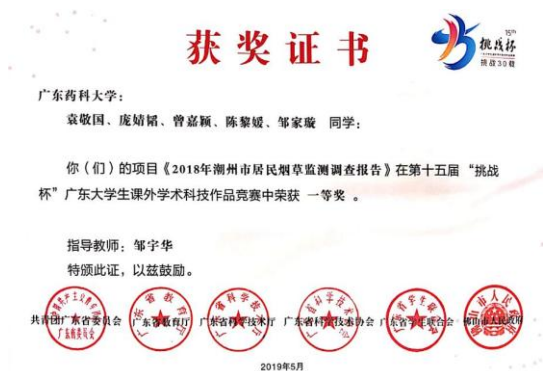 获奖证书
15th
挑战杯
挑战30载
广东药科大学：
袁敬国、庞婧韬、曾嘉颖、陈黎媛、邹家璇 同学：
你（们）的项目《2018年潮州市居民烟草监测调查报告》在第十五届“挑战
杯”广东大学生课外学术科技作品竞赛中荣获 一等奖 。
指导教师：邹宇华
特颁此证，以兹鼓励。
共青团广东省委员会 广东省教育厅 广东省科学技术厅 广东省科学技术协会 广东省学生联合会 佛山市人民政府
2019年5月